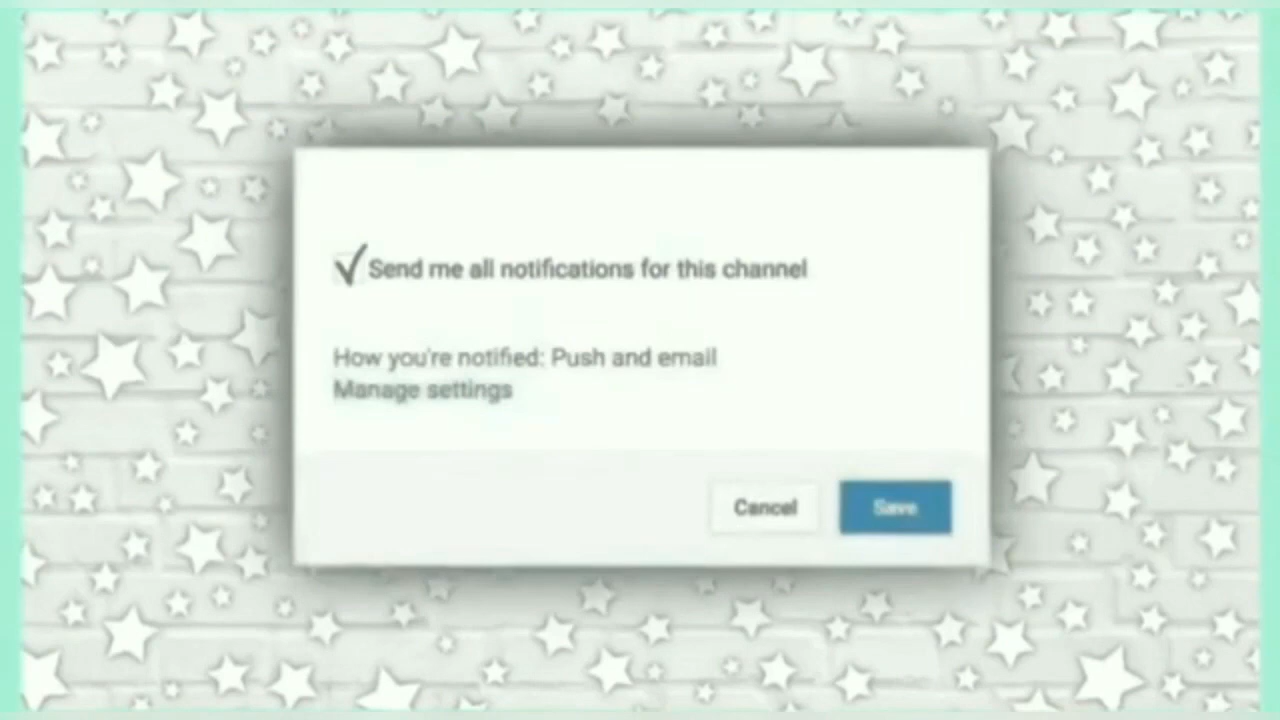 Send me all notifications for this channel
How you're notified: Push and email
Manage settings
Cancel Save